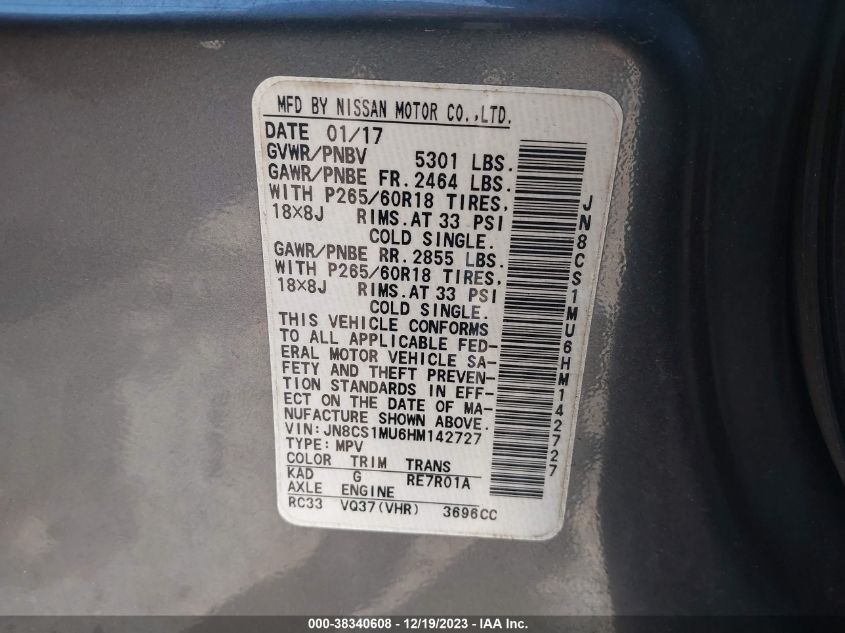 MFD BY NISSAN MOTOR CO.,LTD.
DATE 01/17
GVWR/PNBV 5301 LBS.
GAWR/PNBE FR. 2464 LBS.
WITH P265/60R18 TIRES,
18×8J RIMS. AT 33 PSI
COLD SINGLE.
GAWR/PNBE RR. 2855 LBS.
WITH P265/60R18 TIRES,
18×8J RIMS. AT 33 PSI
COLD SINGLE.
THIS VEHICLE CONFORMS
TO ALL APPLICABLE FED-
ERAL MOTOR VEHICLE SA-
FETY AND THEFT PREVEN-
TION STANDARDS IN EFF-
ECT ON THE DATE OF MA-
NUFACTURE SHOWN ABOVE.
VIN: JN8CS1MU6HM142727
TYPE: MPV
COLOR TRIM TRANS
KAD G RE7R01A
AXLE ENGINE
RC33 VQ37(VHR) 3696CC
JN8CS1MU6HM142727
000-38340608 - 12/19/2023 - IAA Inc.